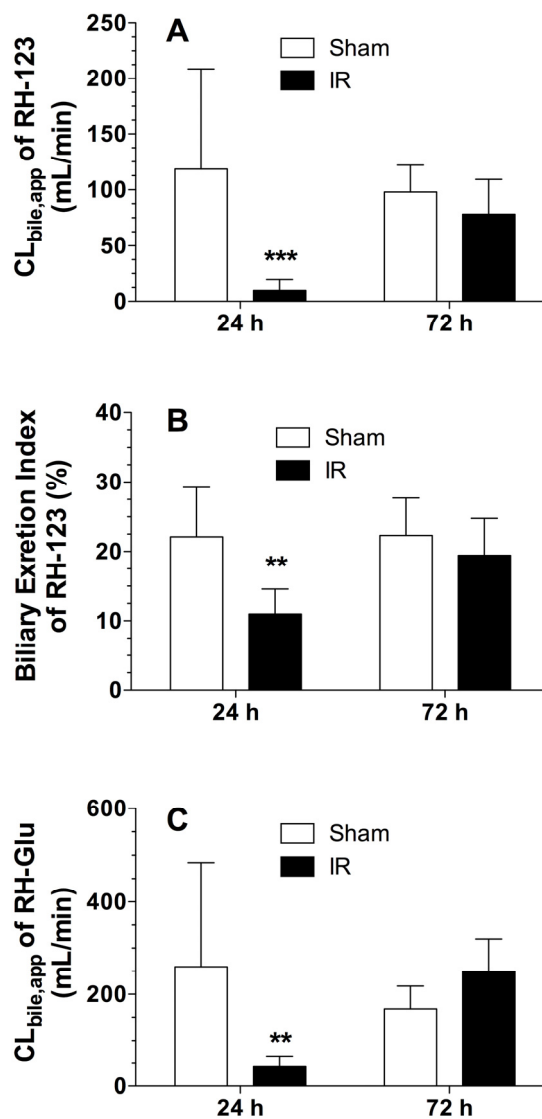 A
CLbile,app of RH-123
(mL/min)
250
200
150
100
50
0
Sham
IR
***
24 h
72 h
B
Biliary Exretion Index
of RH-123 (%)
40
30
20
10
0
Sham
IR
**
24 h
72 h
C
CLbile,app of RH-Glu
(mL/min)
600
400
200
0
Sham
IR
**
24 h
72 h